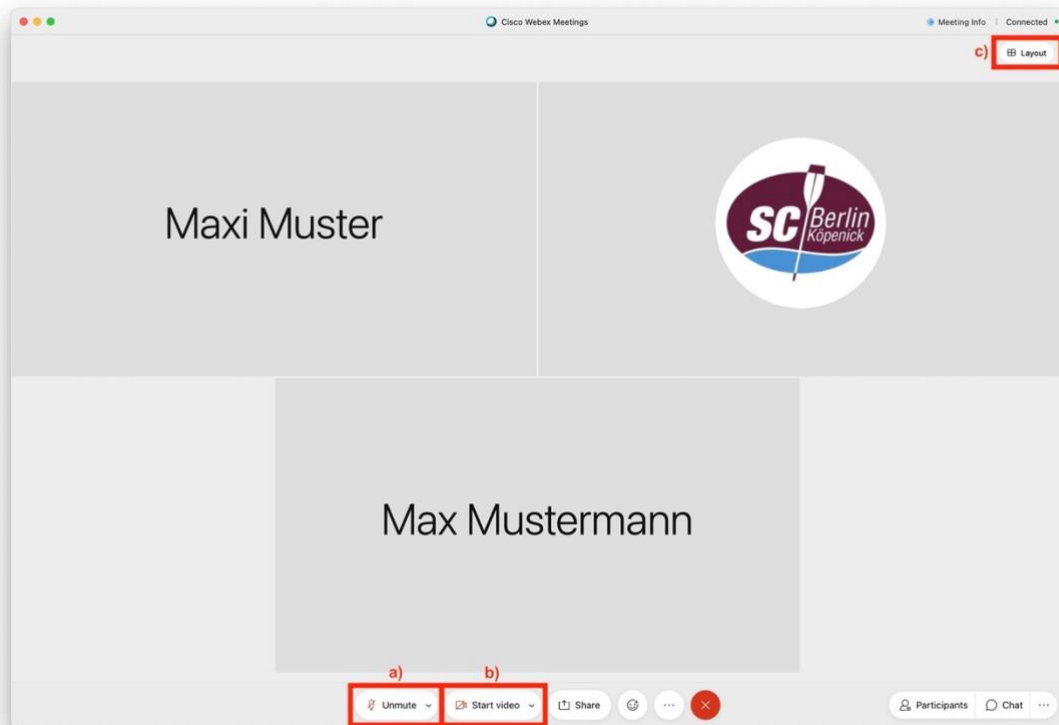 Cisco Webex Meetings
Meeting Info
Connected
c)
Layout
Maxi Muster
SC Berlin
Köpenick
Max Mustermann
a)
b)
Unmute
Start video
Share
Participants
Chat